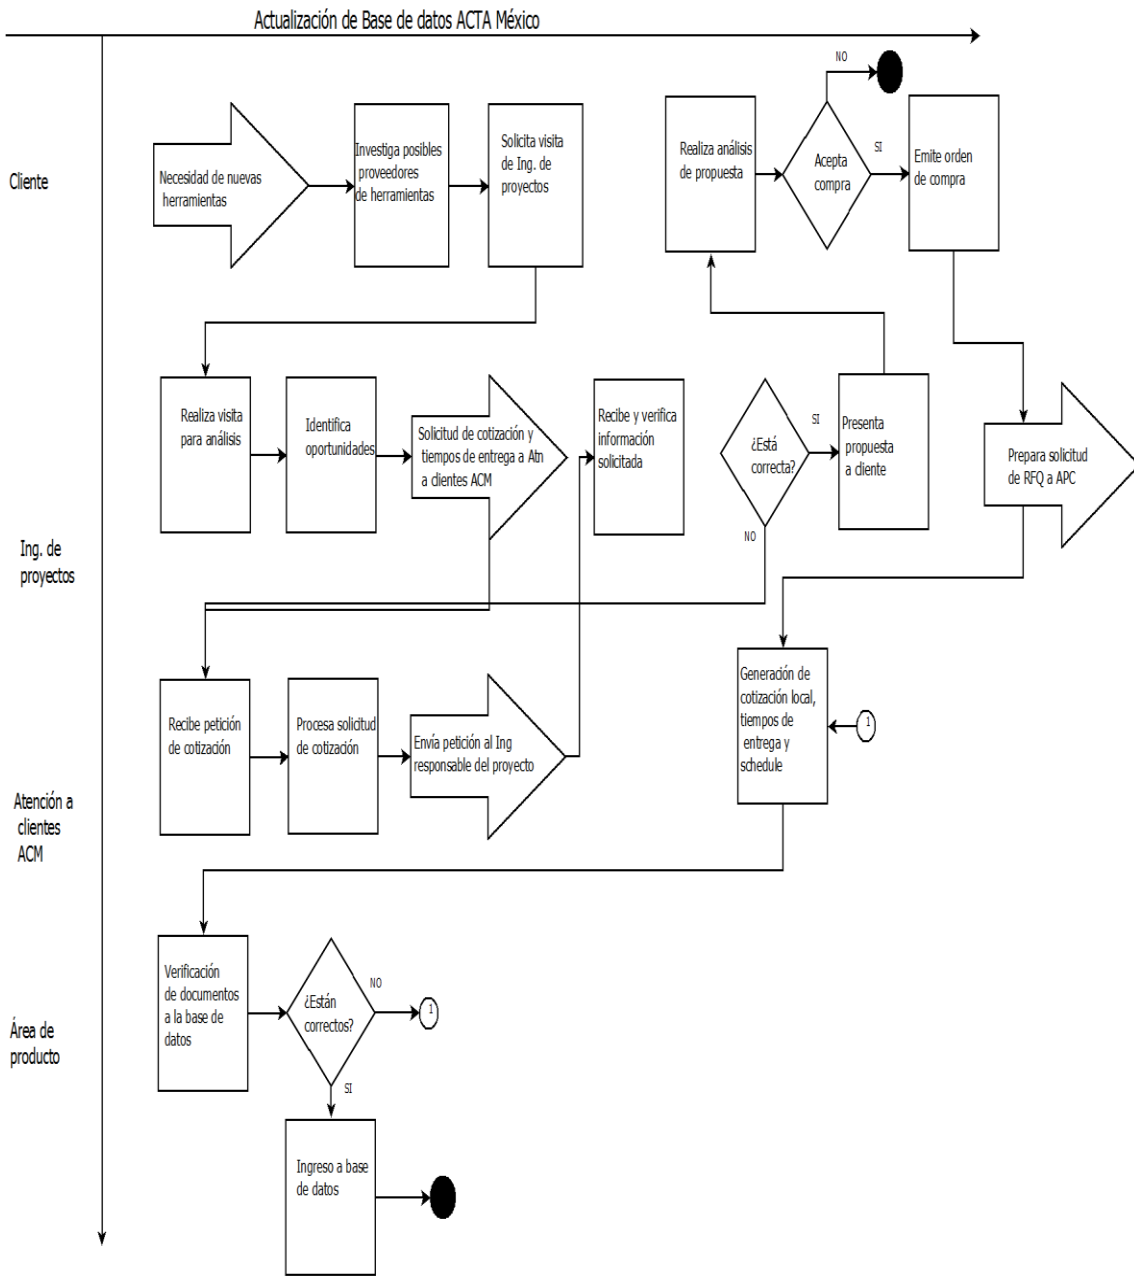 Actualización de Base de datos ACTA México
Cliente
Necesidad de nuevas
herramientas
Investiga posibles
proveedores
de herramientas
Solicita visita
de Ing. de
proyectos
Realiza análisis
de propuesta
Acepta
compra
NO
SI
Emite orden
de compra
Ing. de
proyectos
Realiza visita
para análisis
Identifica
oportunidades
Solicitud de cotización y
tiempos de entrega a Atn
a clientes ACM
Recibe y verifica
información
solicitada
¿Está
correcta?
SI
NO
Presenta
propuesta
a cliente
Prepara solicitud
de RFQ a APC
Atención a
clientes
ACM
Recibe petición
de cotización
Procesa solicitud
de cotización
Envía petición al Ing
responsable del proyecto
Generación de
cotización local,
tiempos de
entrega y
schedule
1
Área de
producto
Verificación
de documentos
a la base de
datos
¿Están
correctos?
NO
1
SI
Ingreso a base
de datos